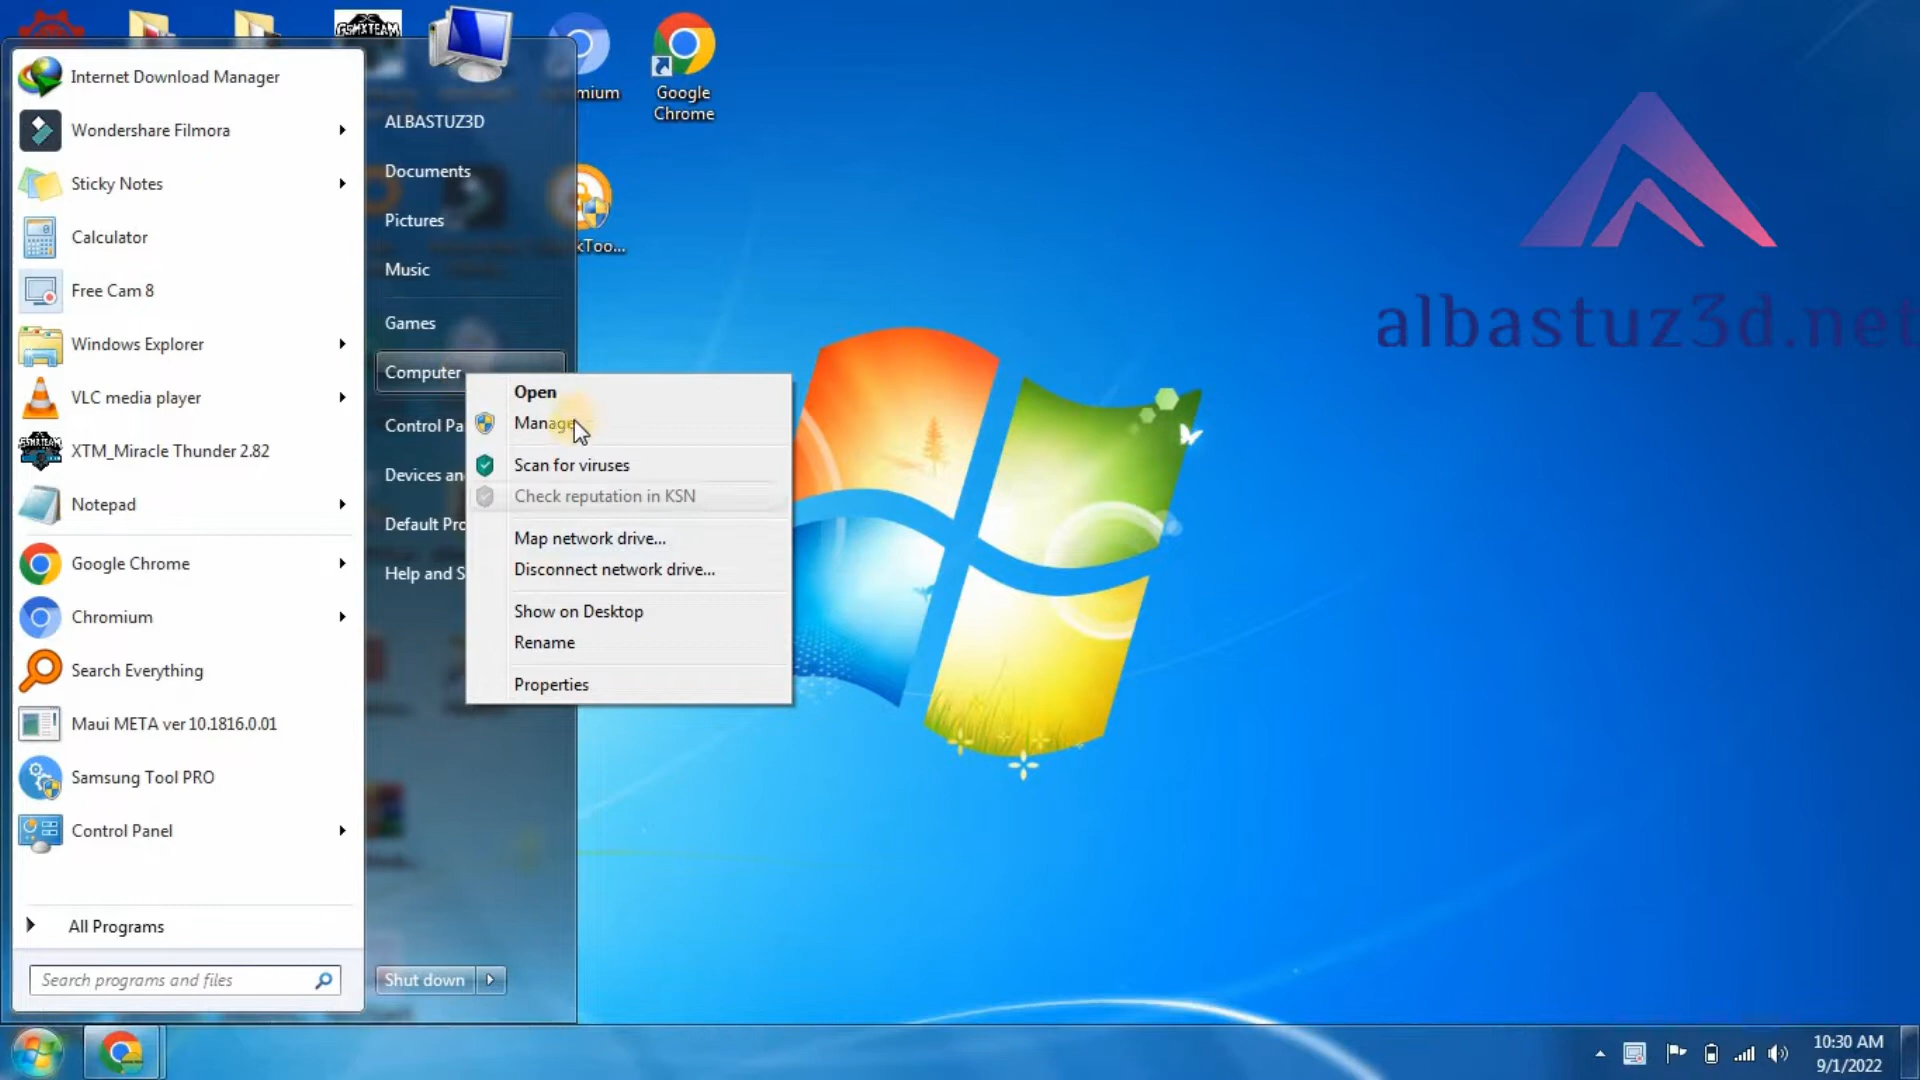 GSMXTEAM
Internet Download Manager
Wondershare Filmora
Sticky Notes
Calculator
Free Cam 8
Windows Explorer
VLC media player
XTM_Miracle Thunder 2.82
Notepad
Google Chrome
Chromium
Search Everything
Maui META ver 10.1816.0.01
Samsung Tool PRO
Control Panel
All Programs
Search programs and files
ALBASTUZ3D
Documents
Pictures
Music
Games
Computer
Control Pa
Devices an
Default Pro
Help and S
Shut down
Open
Manage
Scan for viruses
Check reputation in KSN
Map network drive...
Disconnect network drive...
Show on Desktop
Rename
Properties
mium
Google
Chrome
kToo...
albastuz3d.net
10:30 AM
9/1/2022